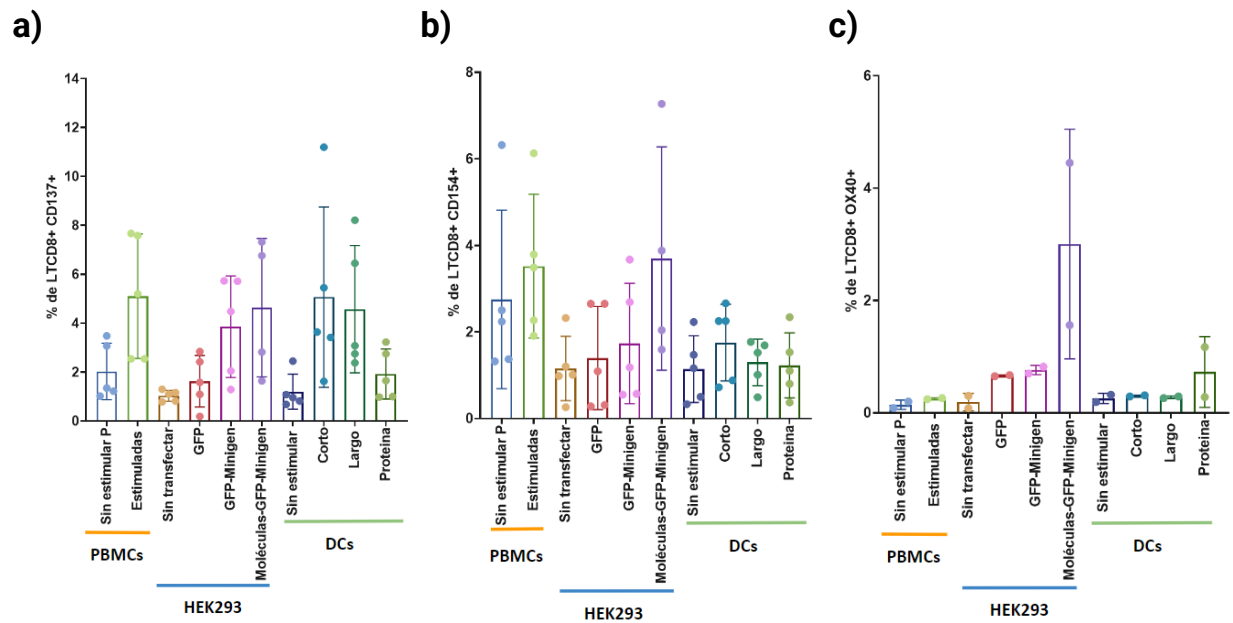 a)
% de LTCD8+ CD137+
14
12
10
8
6
4
2
0
Sin estimular P
Estimuladas
Sin transfectar
GFP
GFP-Minigen
Moléculas-GFP-Minigen
Sin estimular
Corto
Largo
Proteina
PBMCs
HEK293
DCs
b)
% de LTCD8+ CD154+
8
6
4
2
0
Sin estimular P
Estimuladas
Sin transfectar
GFP
GFP-Minigen
Moléculas-GFP-Minigen
Sin estimular
Corto
Largo
Proteina
PBMCs
HEK293
DCs
c)
% de LTCD8+ OX40+
6
4
2
0
Sin estimular P
Estimuladas
Sin transfectar
GFP
GFP-Minigen
Moléculas-GFP-Minigen
Sin estimular
Corto
Largo
Proteina
PBMCs
HEK293
DCs